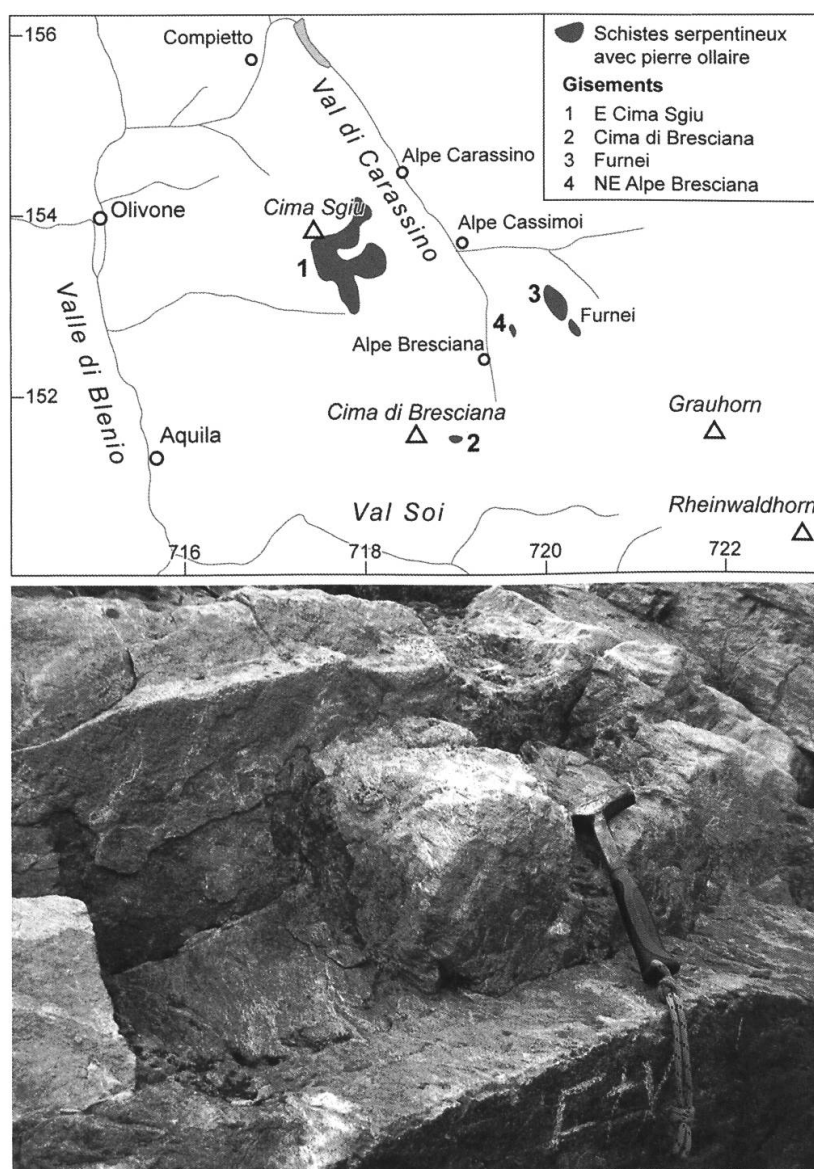 156
Compietto
Schistes serpentineux
avec pierre ollaire
Gisements
1 E Cima Sgiu
2 Cima di Bresciana
3 Furnei
4 NE Alpe Bresciana
Val di Carassino
Alpe Carassino
154
Olivone
Cima Sgiu
Alpe Cassimoi
1
3
Furnei
4
Valle di Blenio
Alpe Bresciana
152
Cima di Bresciana
Grauhorn
2
Aquila
Val Soi
Rheinwaldhorn
716
718
720
722